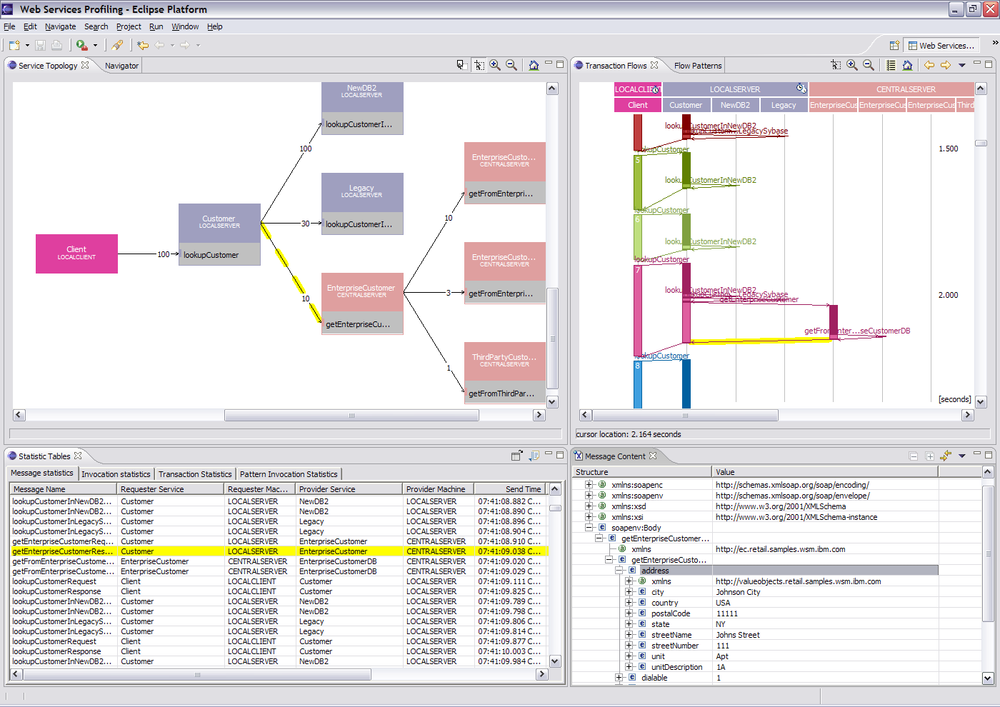 Web Services Profiling - Eclipse Platform
File Edit Navigate Search Project Run Window Help
Web Services...
Service Topology
Navigator
NewDB2
LOCALSERVER
lookupCustomerI...
100
EnterpriseCusto...
CENTRALSERVER
getFromEnterpri...
Legacy
LOCALSERVER
lookupCustomerI...
Customer
LOCALSERVER
lookupCustomer
30
10
Client
LOCALCLIENT
100
EnterpriseCusto...
CENTRALSERVER
getFromEnterpri...
EnterpriseCustomer
CENTRALSERVER
getEnterpriseCu...
10
3
ThirdPartyCusto...
CENTRALSERVER
getFromThirdPar...
1
Transaction Flows
Flow Patterns
LOCALCLIE
LOCALSERVER
CENTRALSERVER
Client Customer NewDB2 Legacy EnterpriseCus EnterpriseCus EnterpriseCus Third
lookupCustomerInNewDB2
lookupCustom...LegacySybase
lookupCustomer
1.500
5
lookupCustomerInNewDB2
lookupCustomer
6
lookupCustomerInNewDB2
lookupCustomer
7
lookupCustomerInNewDB2
lookupCustom...LegacySybase
getEnterpriseCustomer
2.000
getFromEnter...seCustomerDB
lookupCustomer
8
[seconds]
cursor location: 2.164 seconds
Statistic Tables
Message statistics Invocation statistics Transaction Statistics Pattern Invocation Statistics
Message Name Requester Service Requester Mac... Provider Service Provider Machine Send Time
lookupCustomerInNewDB2... Customer LOCALSERVER NewDB2 LOCALSERVER 07:41:08.882 C...
lookupCustomerInNewDB2... Customer LOCALSERVER NewDB2 LOCALSERVER 07:41:08.890 C...
lookupCustomerInLegacyS... Customer LOCALSERVER Legacy LOCALSERVER 07:41:08.896 C...
lookupCustomerInLegacyS... Customer LOCALSERVER Legacy LOCALSERVER 07:41:08.904 C...
getEnterpriseCustomerReq... Customer LOCALSERVER EnterpriseCustomer CENTRALSERVER 07:41:08.910 C...
getEnterpriseCustomerRes... Customer LOCALSERVER EnterpriseCustomer CENTRALSERVER 07:41:09.038 C...
getFromEnterpriseCustome... EnterpriseCustomer CENTRALSERVER EnterpriseCustomerDB CENTRALSERVER 07:41:09.020 C...
getFromEnterpriseCustome... EnterpriseCustomer CENTRALSERVER EnterpriseCustomerDB CENTRALSERVER 07:41:09.029 C...
lookupCustomerRequest Client LOCALCLIENT Customer LOCALSERVER 07:41:09.111 C...
lookupCustomerResponse Client LOCALCLIENT Customer LOCALSERVER 07:41:09.825 C...
lookupCustomerInNewDB2... Customer LOCALSERVER NewDB2 LOCALSERVER 07:41:09.789 C...
lookupCustomerInNewDB2... Customer LOCALSERVER NewDB2 LOCALSERVER 07:41:09.798 C...
lookupCustomerInLegacyS... Customer LOCALSERVER Legacy LOCALSERVER 07:41:09.806 C...
lookupCustomerInLegacyS... Customer LOCALSERVER Legacy LOCALSERVER 07:41:09.814 C...
lookupCustomerRequest Client LOCALCLIENT Customer LOCALSERVER 07:41:09.877 C...
lookupCustomerResponse Client LOCALCLIENT Customer LOCALSERVER 07:41:10.003 C...
lookupCustomerInNewDB2... Customer LOCALSERVER NewDB2 LOCALSERVER 07:41:09.984 C...
Message Content
Structure Value
xmlns:soapenc http://schemas.xmlsoap.org/soap/encoding/
xmlns:soapenv http://schemas.xmlsoap.org/soap/envelope/
xmlns:xsd http://www.w3.org/2001/XMLSchema
xmlns:xsi http://www.w3.org/2001/XMLSchema-instance
soapenv:Body
getEnterpriseCustomer...
xmlns http://ec.retail.samples.wsm.ibm.com
getEnterpriseCusto...
address
xmlns http://valueobjects.retail.samples.wsm.ibm.com
city Johnson City
country USA
postalCode 11111
state NY
streetName Johns Street
streetNumber 111
unit Apt
unitDescription 1A
dialable 1